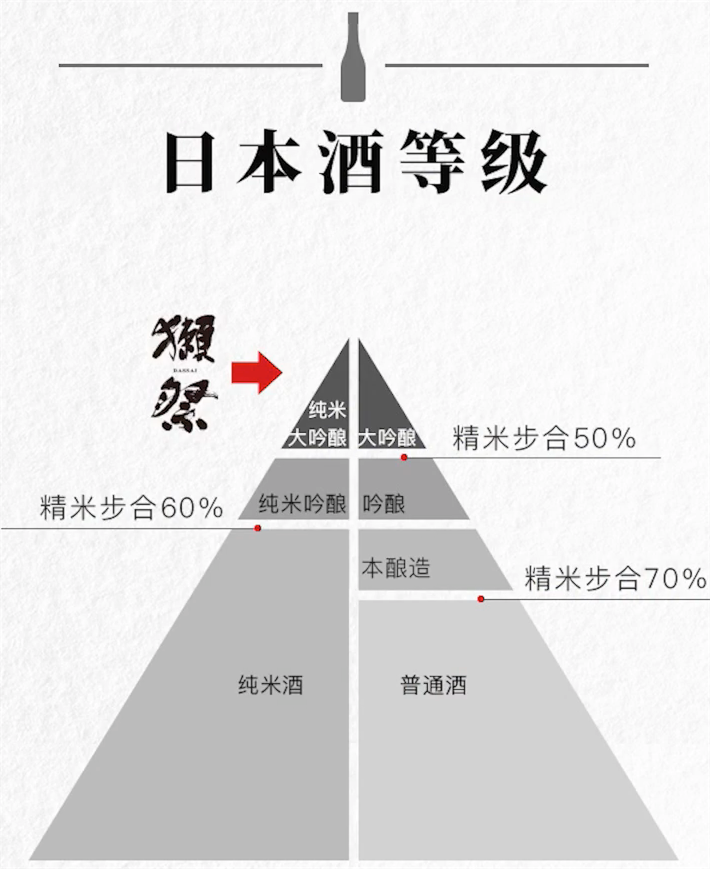 日本酒等级
獺
DASSAI
祭
纯米
大吟酿
大吟酿
精米步合50%
精米步合60%
纯米吟酿
吟酿
本酿造
精米步合70%
纯米酒
普通酒